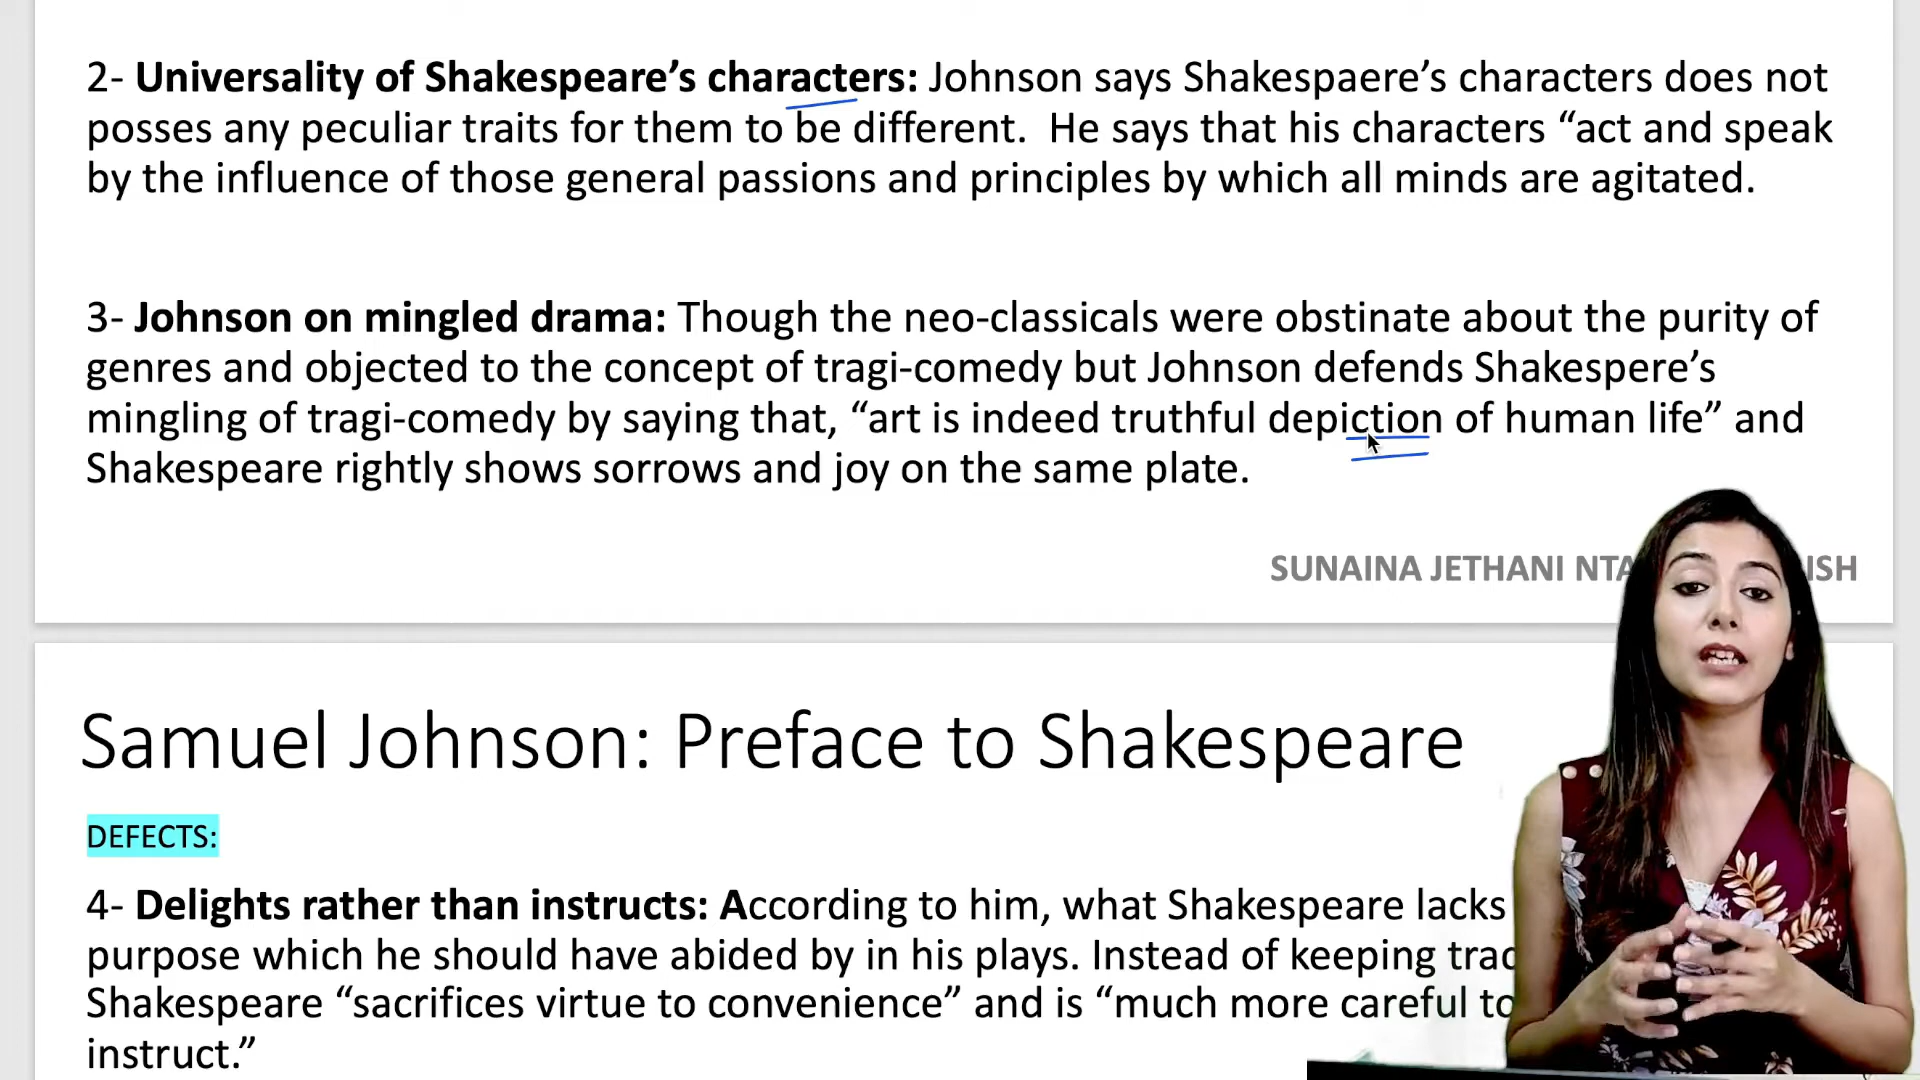 2- Universality of Shakespeare’s characters: Johnson says Shakespaere’s characters does not
posses any peculiar traits for them to be different.  He says that his characters “act and speak
by the influence of those general passions and principles by which all minds are agitated.
3- Johnson on mingled drama: Though the neo-classicals were obstinate about the purity of
genres and objected to the concept of tragi-comedy but Johnson defends Shakespere’s
mingling of tragi-comedy by saying that, “art is indeed truthful depiction of human life” and
Shakespeare rightly shows sorrows and joy on the same plate.
SUNAINA JETHANI
Samuel Johnson: Preface to Shakespeare
DEFECTS:
4- Delights rather than instructs: According to him, what Shakespeare lacks
purpose which he should have abided by in his plays. Instead of keeping
Shakespeare “sacrifices virtue to convenience” and is “much more careful to
instruct.”